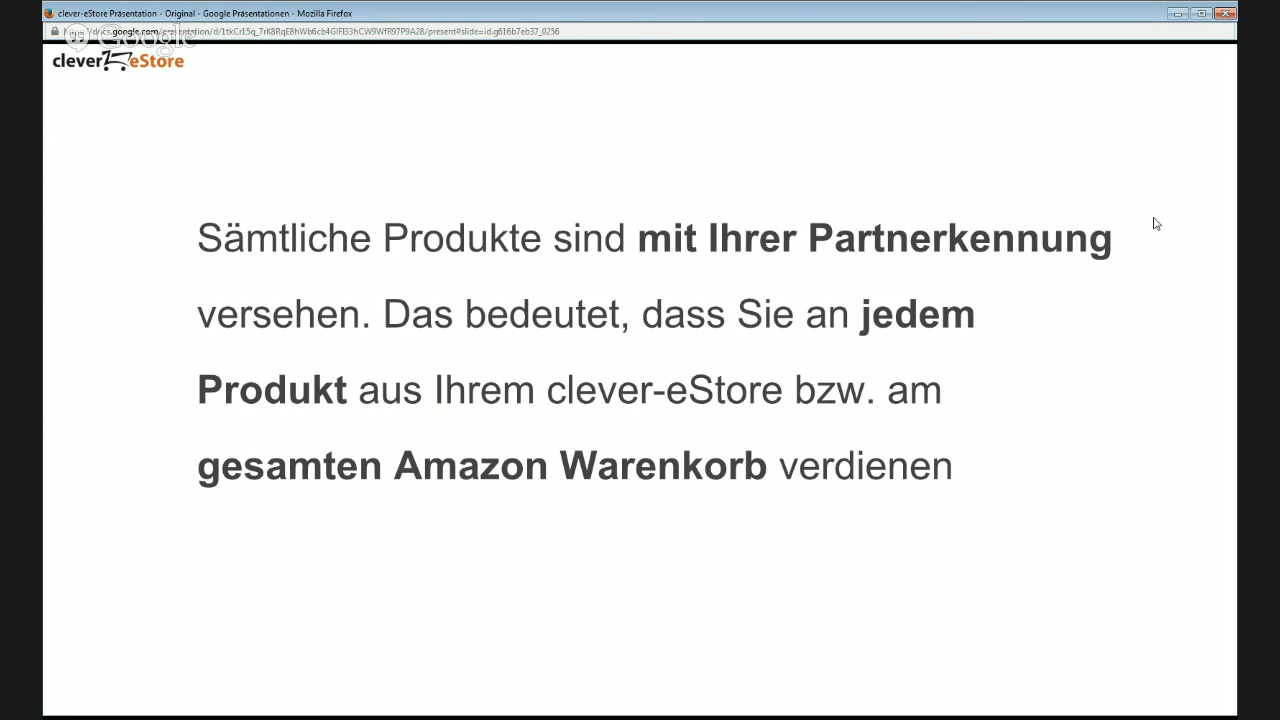 clever-eStore Präsentation - Original - Google Präsentationen - Mozilla Firefox
Google
clever eStore
Sämtliche Produkte sind mit Ihrer Partnerkennung
versehen. Das bedeutet, dass Sie an jedem
Produkt aus Ihrem clever-eStore bzw. am
gesamten Amazon Warenkorb verdienen